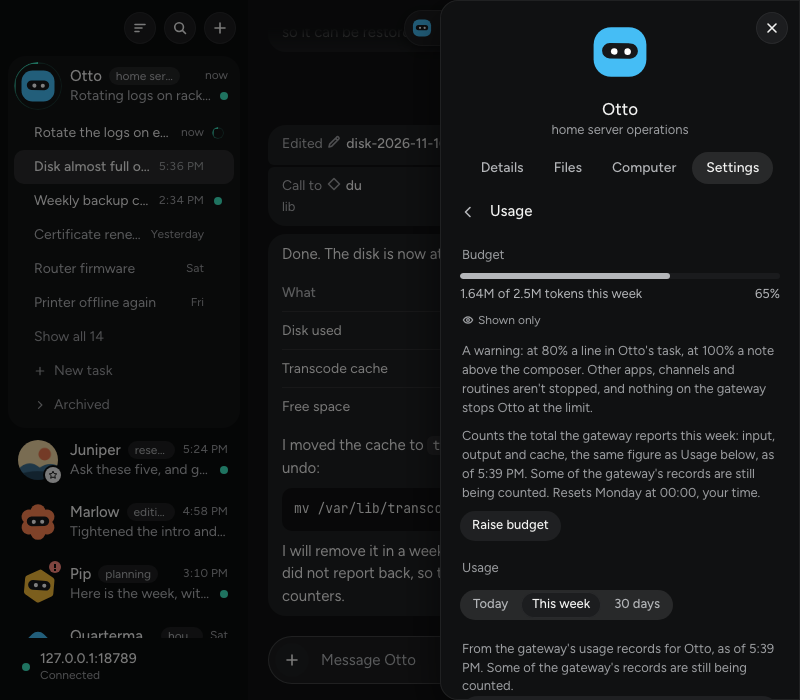 Otto home ser... now
Rotating logs on rack...
Rotate the logs on e... now
Disk almost full o... 5:36 PM
Weekly backup c... 2:34 PM
Certificate rene... Yesterday
Router firmware Sat
Printer offline again Fri
Show all 14
New task
Archived
Juniper rese... 5:24 PM
Ask these five, and g...
Marlow editi... 4:58 PM
Tightened the intro and...
Pip planning 3:10 PM
Here is the week, wit...
Quarterma hou... Sat
127.0.0.1:18789
Connected
so it can be restor
Edited disk-2026-11-1
Call to du
lib
Done. The disk is now at
What
Disk used
Transcode cache
Free space
I moved the cache to
undo:
mv /var/lib/transco
I will remove it in a week
did not report back, so t
counters.
Message Otto
Otto
home server operations
Details Files Computer Settings
Usage
Budget
1.64M of 2.5M tokens this week 65%
Shown only
A warning: at 80% a line in Otto's task, at 100% a note
above the composer. Other apps, channels and
routines aren't stopped, and nothing on the gateway
stops Otto at the limit.
Counts the total the gateway reports this week: input,
output and cache, the same figure as Usage below, as
of 5:39 PM. Some of the gateway's records are still
being counted. Resets Monday at 00:00, your time.
Raise budget
Usage
Today This week 30 days
From the gateway's usage records for Otto, as of 5:39
PM. Some of the gateway's records are still being
counted.